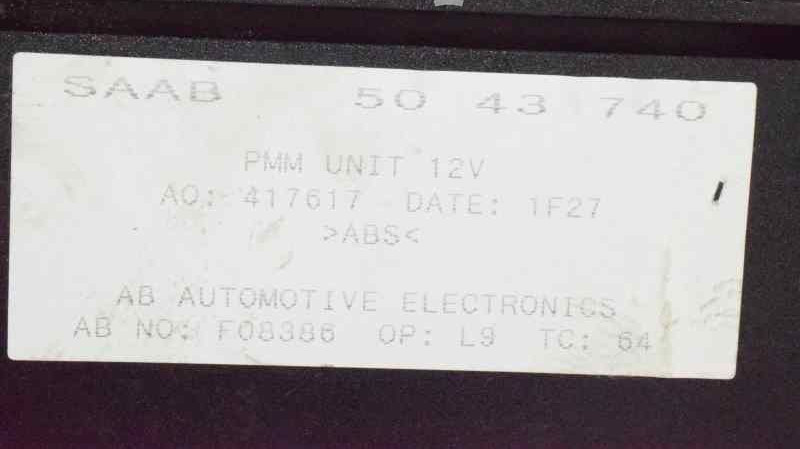 SAAB 50 43 740
PMM UNIT 12V
AO: 417617 DATE: 1F27
>ABS<
AB AUTOMOTIVE ELECTRONICS
AB NO: F08386 OP: L9 TC: 64